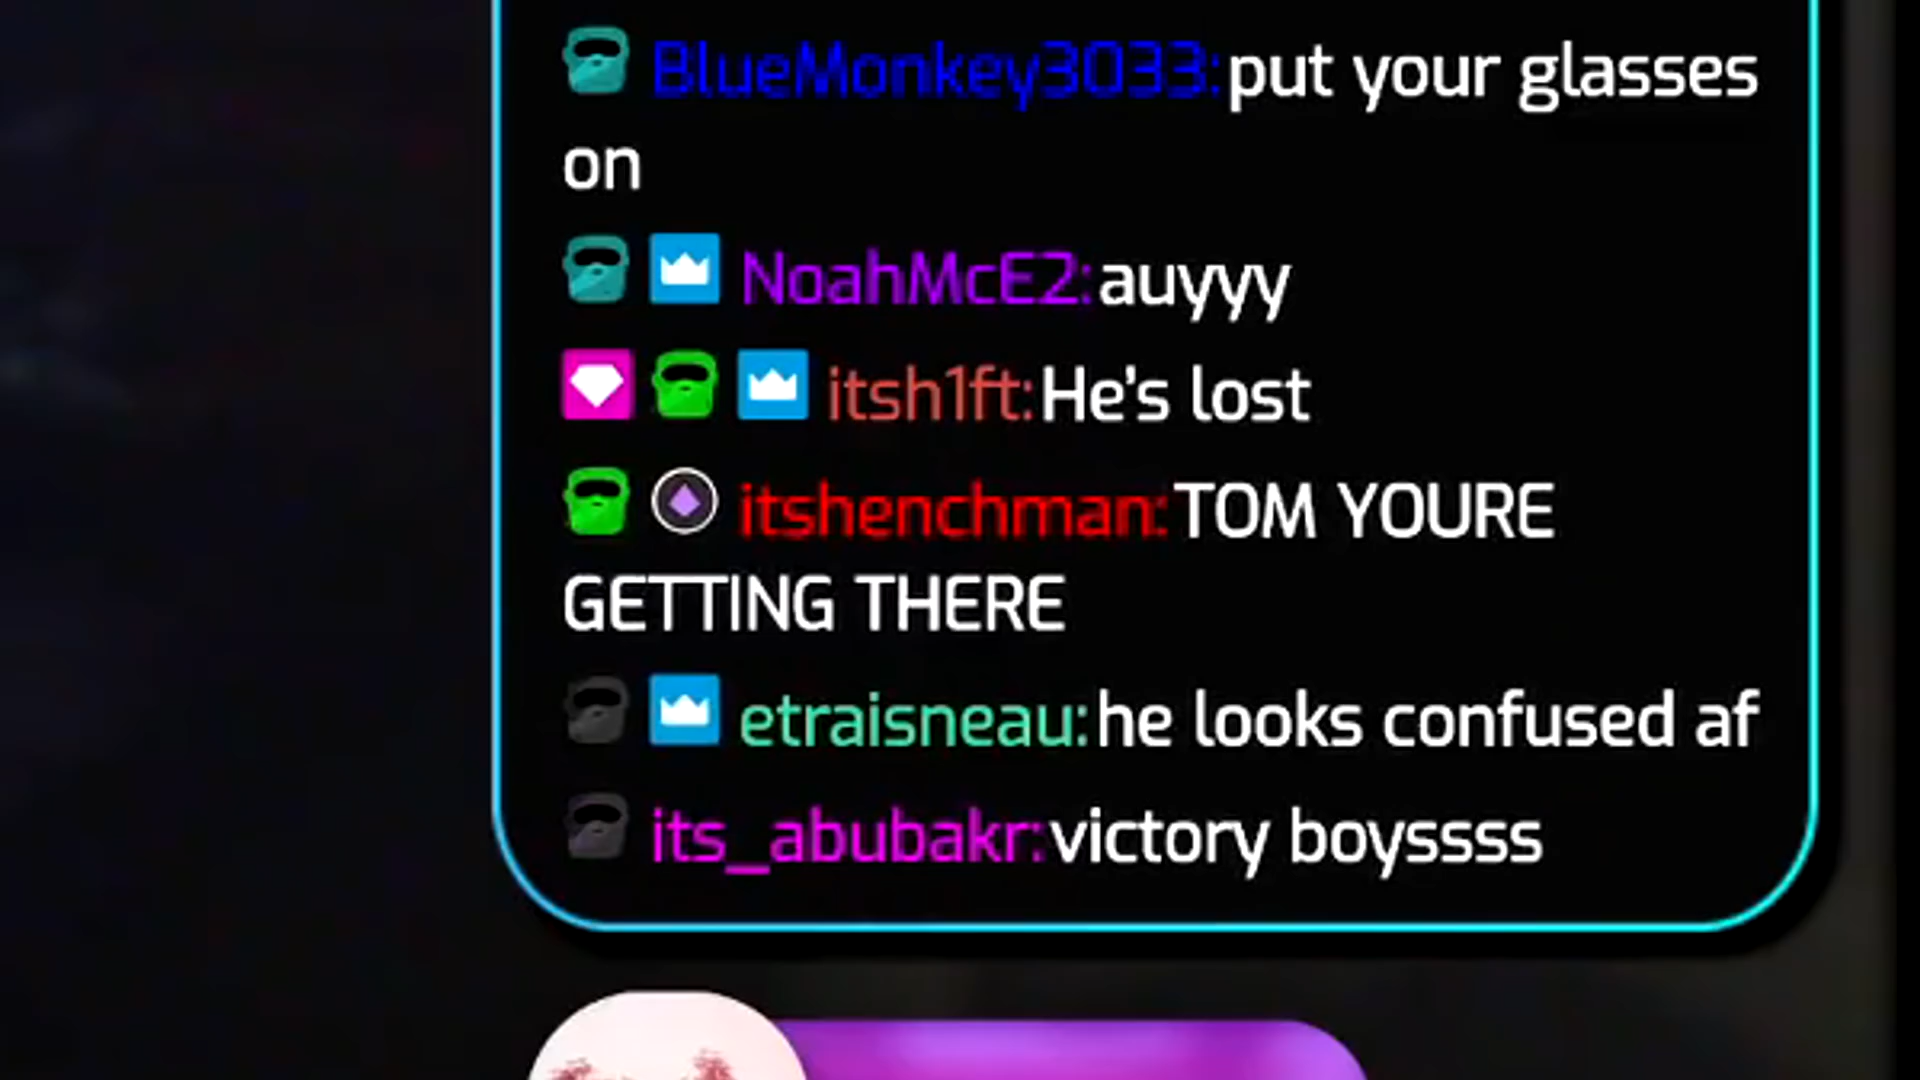 BlueMonkey3033: put your glasses
on
NoahMcE2: auyyy
itsh1ft: He's lost
itshenchman: TOM YOURE
GETTING THERE
etraisneau: he looks confused af
its_abubakr: victory boyssss